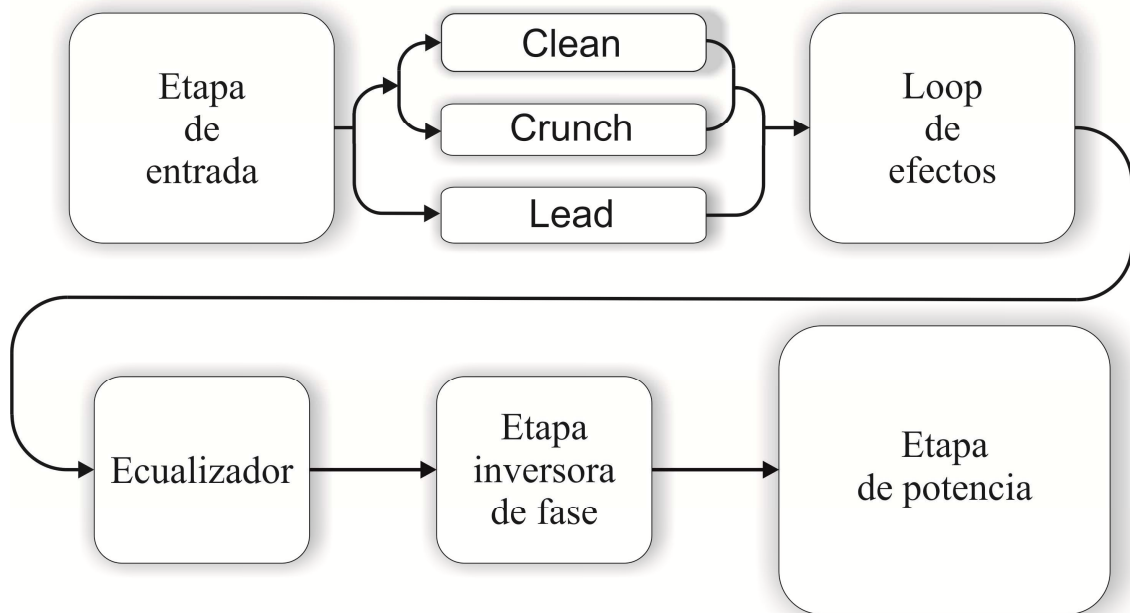 Etapa
de
entrada
Clean
Crunch
Lead
Loop
de
efectos
Ecualizador
Etapa
inversora
de fase
Etapa
de potencia